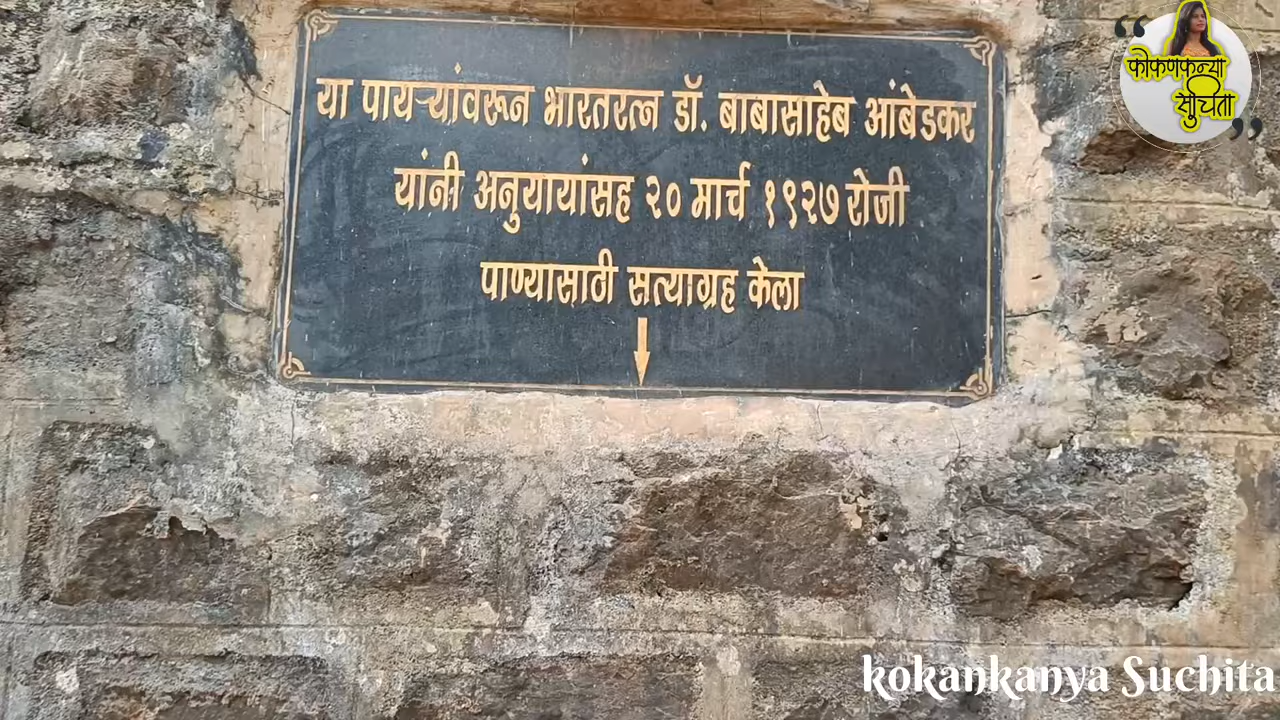 या पायऱ्यांवरून भारतरत्न डॉ. बाबासाहेब आंबेडकर
यांनी अनुयायांसह २० मार्च १९२७ रोजी
पाण्यासाठी सत्याग्रह केला
कोकणकन्या
सुचिता
kokankanya Suchita